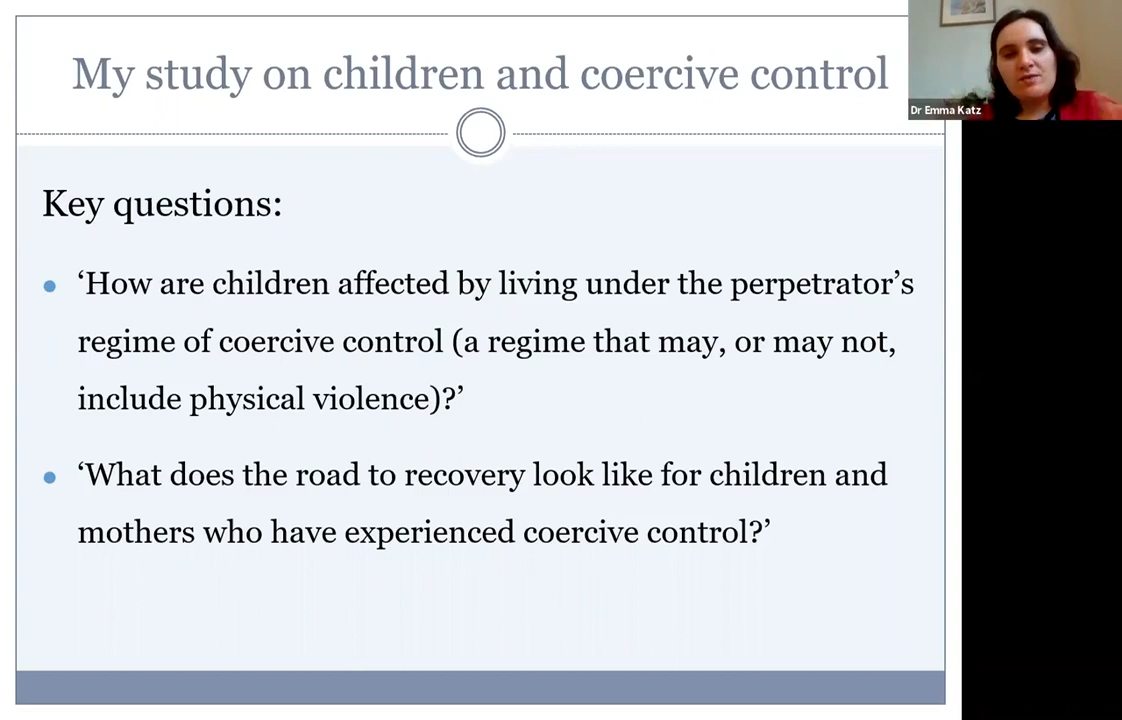 My study on children and coercive control
Dr Emma Katz
Key questions:
‘How are children affected by living under the perpetrator’s
regime of coercive control (a regime that may, or may not,
include physical violence)?’
‘What does the road to recovery look like for children and
mothers who have experienced coercive control?’